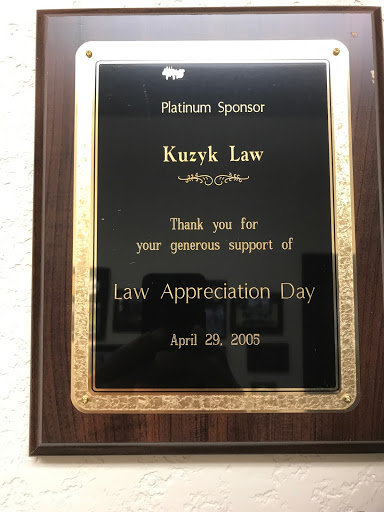 Platinum Sponsor
Kuzyk Law
Thank you for
your generous support of
Law Appreciation Day
April 29, 2005